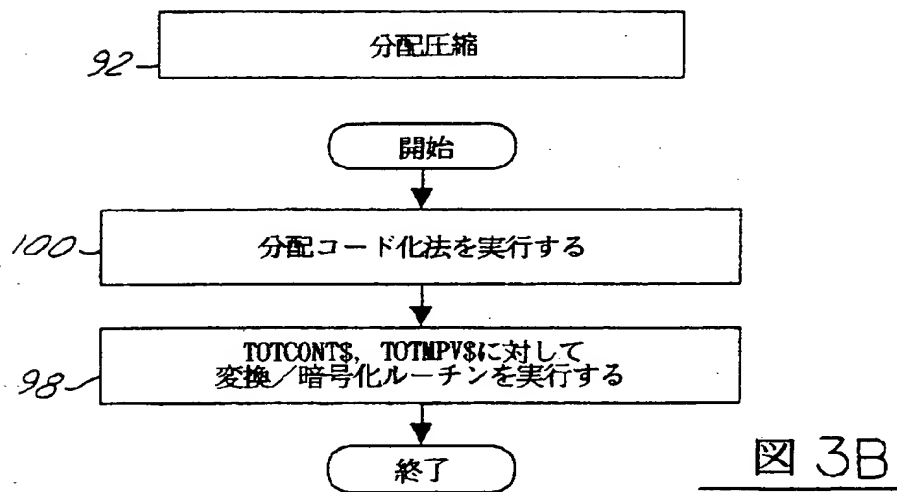 分配圧縮
92
開始
100
分配コード化法を実行する
TOTCONT$, TOTMPV$に対して
98
変換／暗号化ルーチンを実行する
終了
図 3B